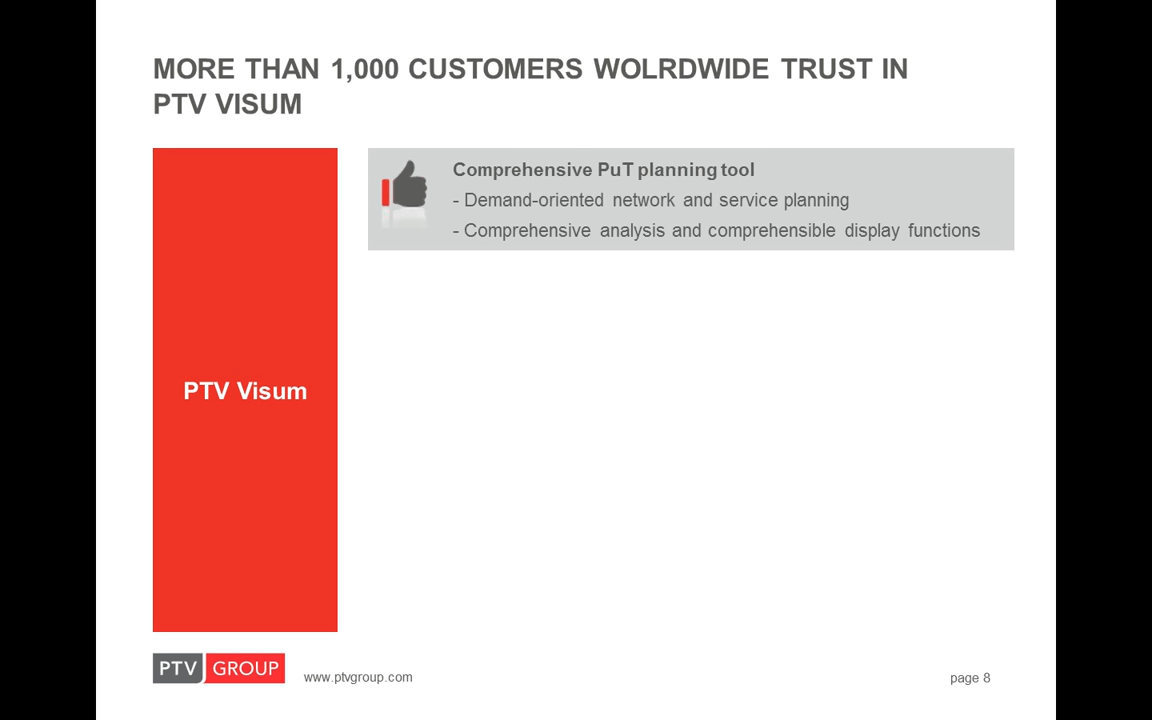 MORE THAN 1,000 CUSTOMERS WOLRDWIDE TRUST IN
PTV VISUM
PTV Visum
Comprehensive PuT planning tool
- Demand-oriented network and service planning
- Comprehensive analysis and comprehensible display functions
PTV GROUP
www.ptvgroup.com
page 8